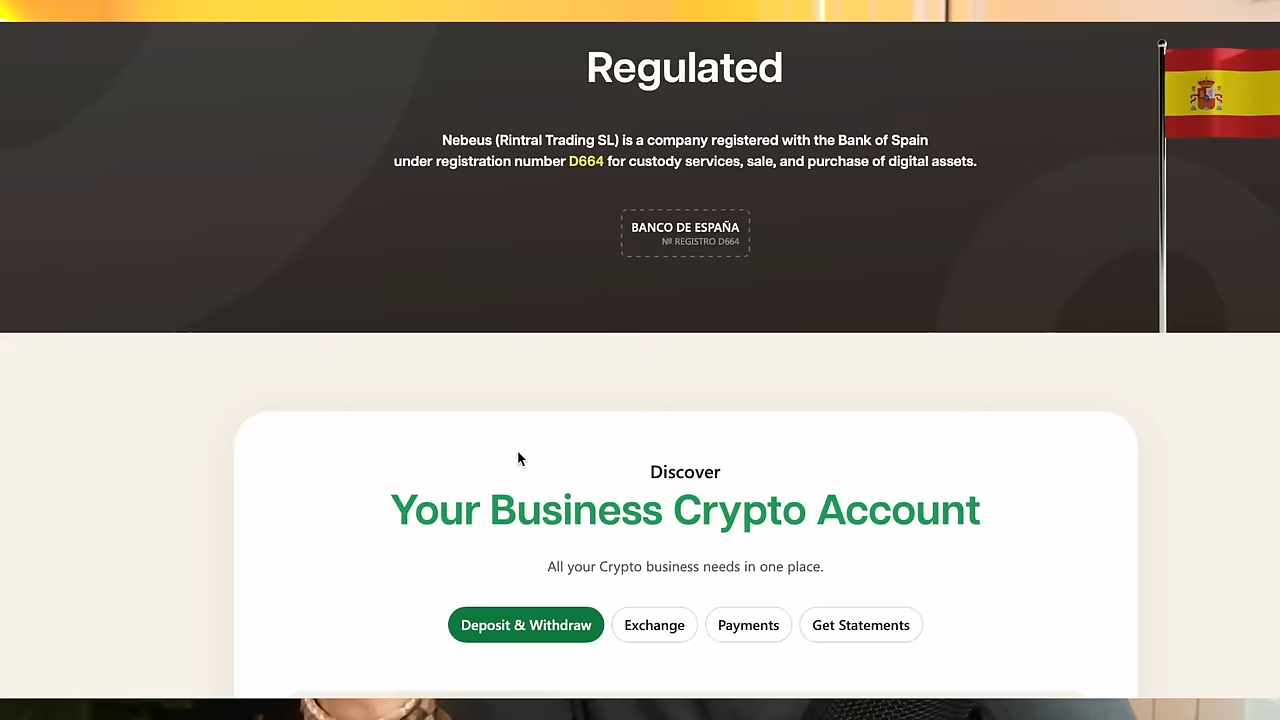 Regulated
Nebeus (Rintral Trading SL) is a company registered with the Bank of Spain
under registration number D664 for custody services, sale, and purchase of digital assets.
BANCO DE ESPAÑA
Nº REGISTRO D664
Discover
Your Business Crypto Account
All your Crypto business needs in one place.
Deposit & Withdraw
Exchange
Payments
Get Statements